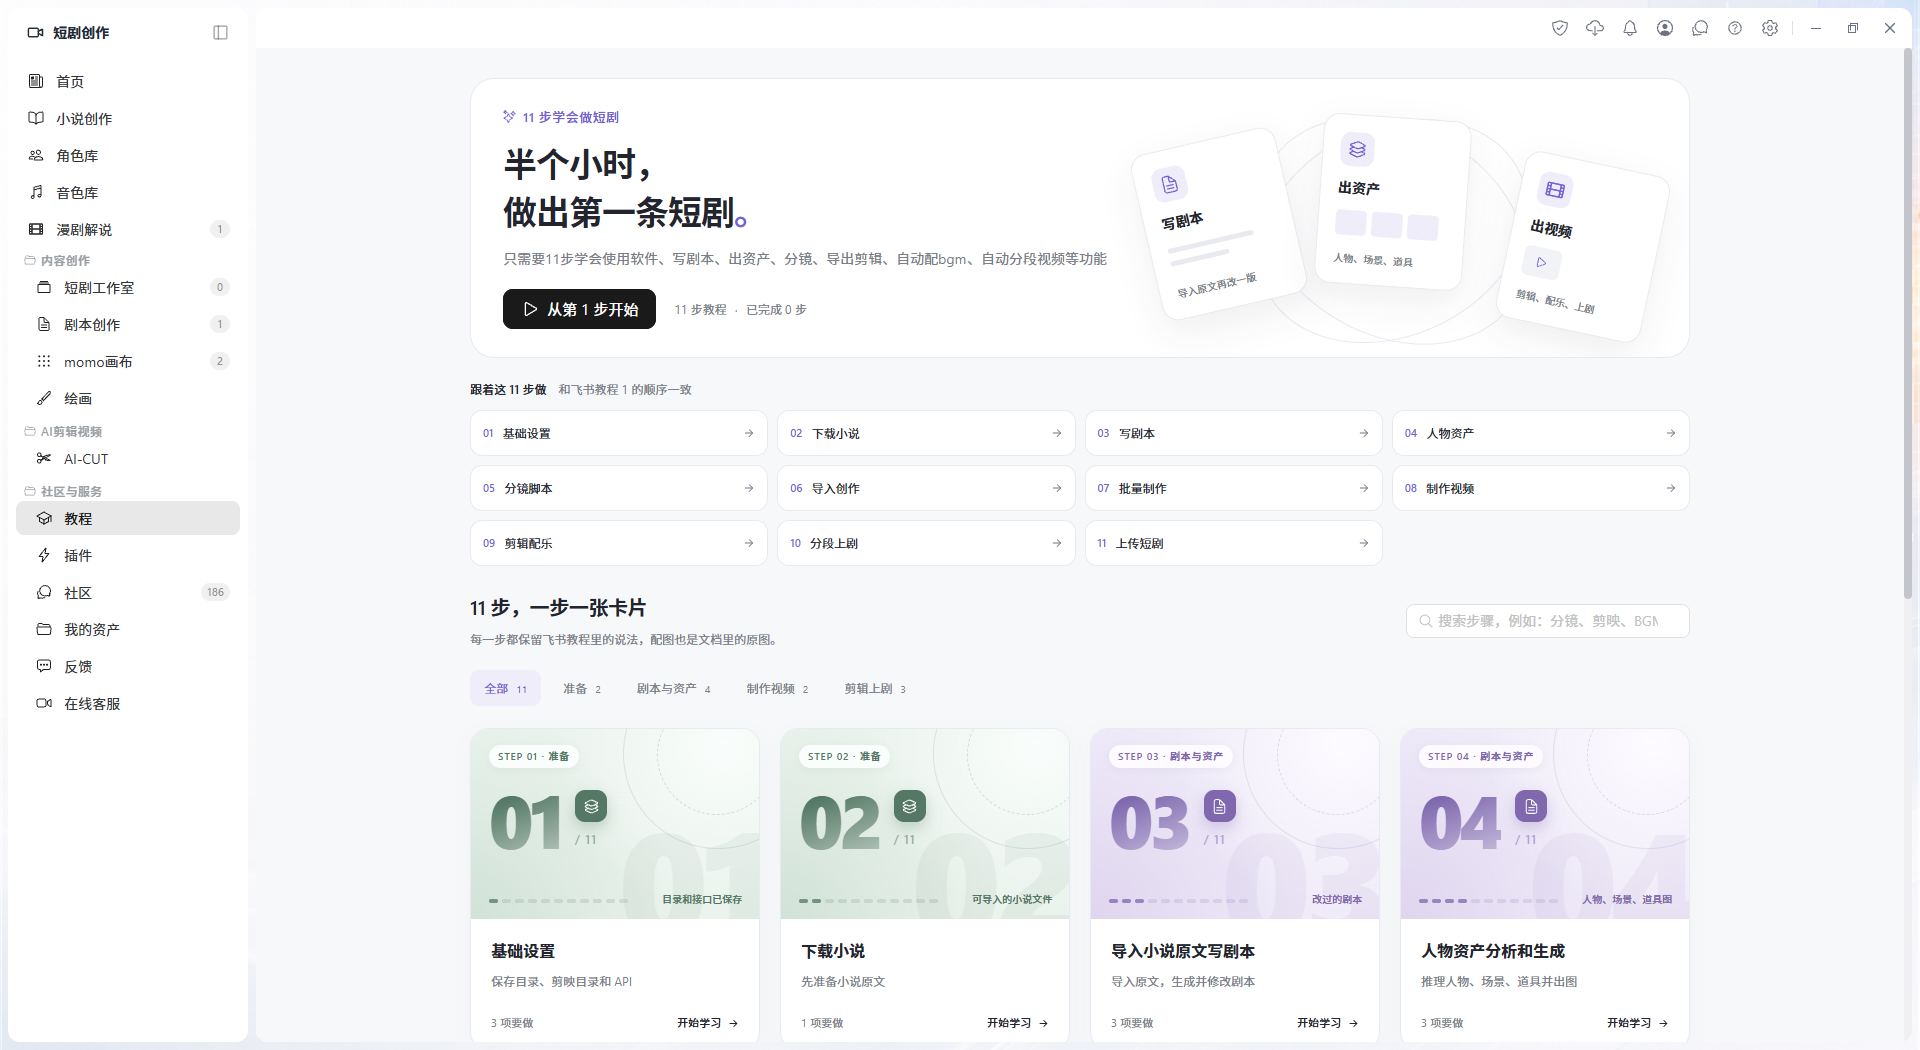 短剧创作
首页
小说创作
角色库
音色库
漫剧解说 1
内容创作
短剧工作室 0
剧本创作 1
momo画布 2
绘画
AI剪辑视频
AI-CUT
社区与服务
教程
插件
社区 186
我的资产
反馈
在线客服
11 步学会做短剧
半个小时，
做出第一条短剧。
只需要11步学会使用软件、写剧本、出资产、分镜、导出剪辑、自动配bgm、自动分段视频等功能
从第 1 步开始
11 步教程 · 已完成 0 步
写剧本
导入原文再改一版
出资产
人物、场景、道具
出视频
剪辑、配乐、上剧
跟着这 11 步做 和飞书教程 1 的顺序一致
01 基础设置
02 下载小说
03 写剧本
04 人物资产
05 分镜脚本
06 导入创作
07 批量制作
08 制作视频
09 剪辑配乐
10 分段上剧
11 上传短剧
11 步，一步一张卡片
每一步都保留飞书教程里的说法，配图也是文档里的原图。
搜索步骤，例如：分镜、剪映、BGM
全部 11
准备 2
剧本与资产 4
制作视频 2
剪辑上剧 3
STEP 01 · 准备
01
/ 11
01
目录和接口已保存
基础设置
保存目录、剪映目录和 API
3 项要做
开始学习
STEP 02 · 准备
02
/ 11
02
可导入的小说文件
下载小说
先准备小说原文
1 项要做
开始学习
STEP 03 · 剧本与资产
03
/ 11
03
改过的剧本
导入小说原文写剧本
导入原文，生成并修改剧本
3 项要做
开始学习
STEP 04 · 剧本与资产
04
/ 11
04
人物、场景、道具图
人物资产分析和生成
推理人物、场景、道具并出图
3 项要做
开始学习